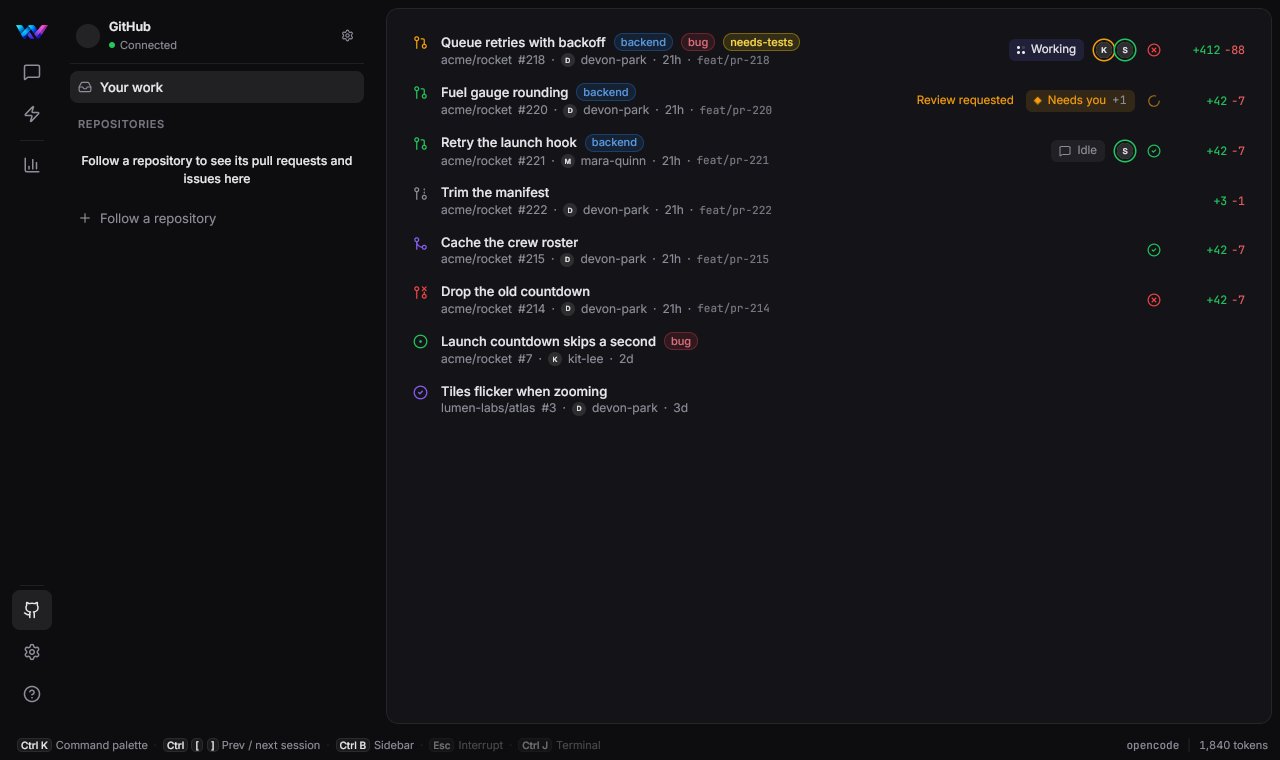 GitHub
Connected
Your work
REPOSITORIES
Follow a repository to see its pull requests and
issues here
Follow a repository
Queue retries with backoff backend bug needs-tests
acme/rocket #218 · D devon-park · 21h · feat/pr-218
Working K S +412 -88
Fuel gauge rounding backend
acme/rocket #220 · D devon-park · 21h · feat/pr-220
Review requested Needs you +1 +42 -7
Retry the launch hook backend
acme/rocket #221 · M mara-quinn · 21h · feat/pr-221
Idle S +42 -7
Trim the manifest
acme/rocket #222 · D devon-park · 21h · feat/pr-222
+3 -1
Cache the crew roster
acme/rocket #215 · D devon-park · 21h · feat/pr-215
+42 -7
Drop the old countdown
acme/rocket #214 · D devon-park · 21h · feat/pr-214
+42 -7
Launch countdown skips a second bug
acme/rocket #7 · K kit-lee · 2d
Tiles flicker when zooming
lumen-labs/atlas #3 · D devon-park · 3d
Ctrl K Command palette · Ctrl [ ] Prev / next session · Ctrl B Sidebar · Esc Interrupt · Ctrl J Terminal
opencode 1,840 tokens